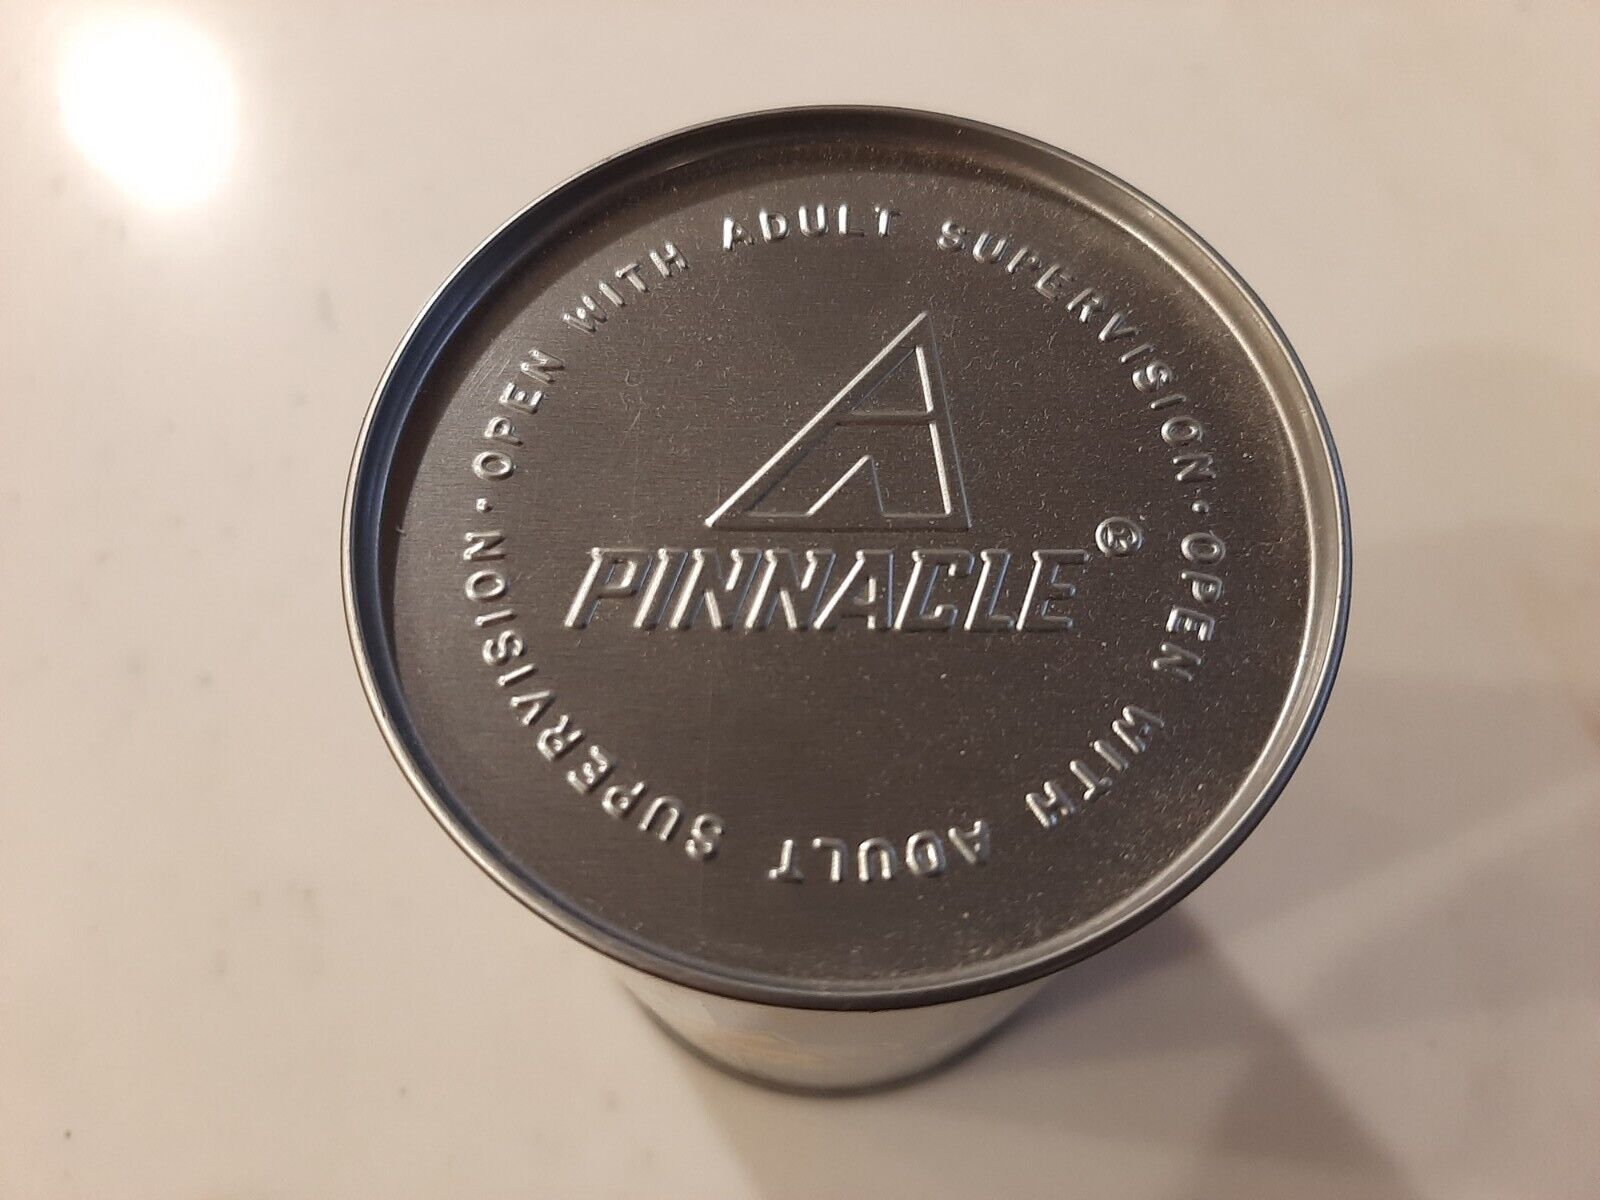 OPEN WITH ADULT SUPERVISION · OPEN WITH ADULT SUPERVISION ·
PINNACLE ®